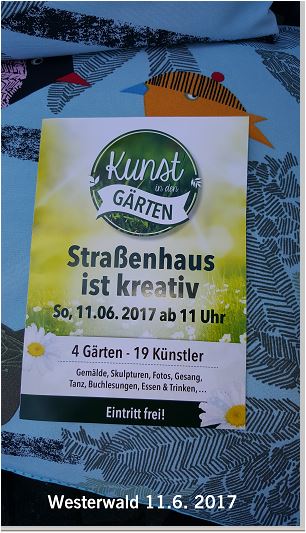 Kunst
in den
GÄRTEN
Straßenhaus
ist kreativ
So, 11.06. 2017 ab 11 Uhr
4 Gärten - 19 Künstler
Gemälde, Skulpturen, Fotos, Gesang,
Tanz, Buchlesungen, Essen & Trinken, ...
Eintritt frei!
Westerwald 11.6. 2017